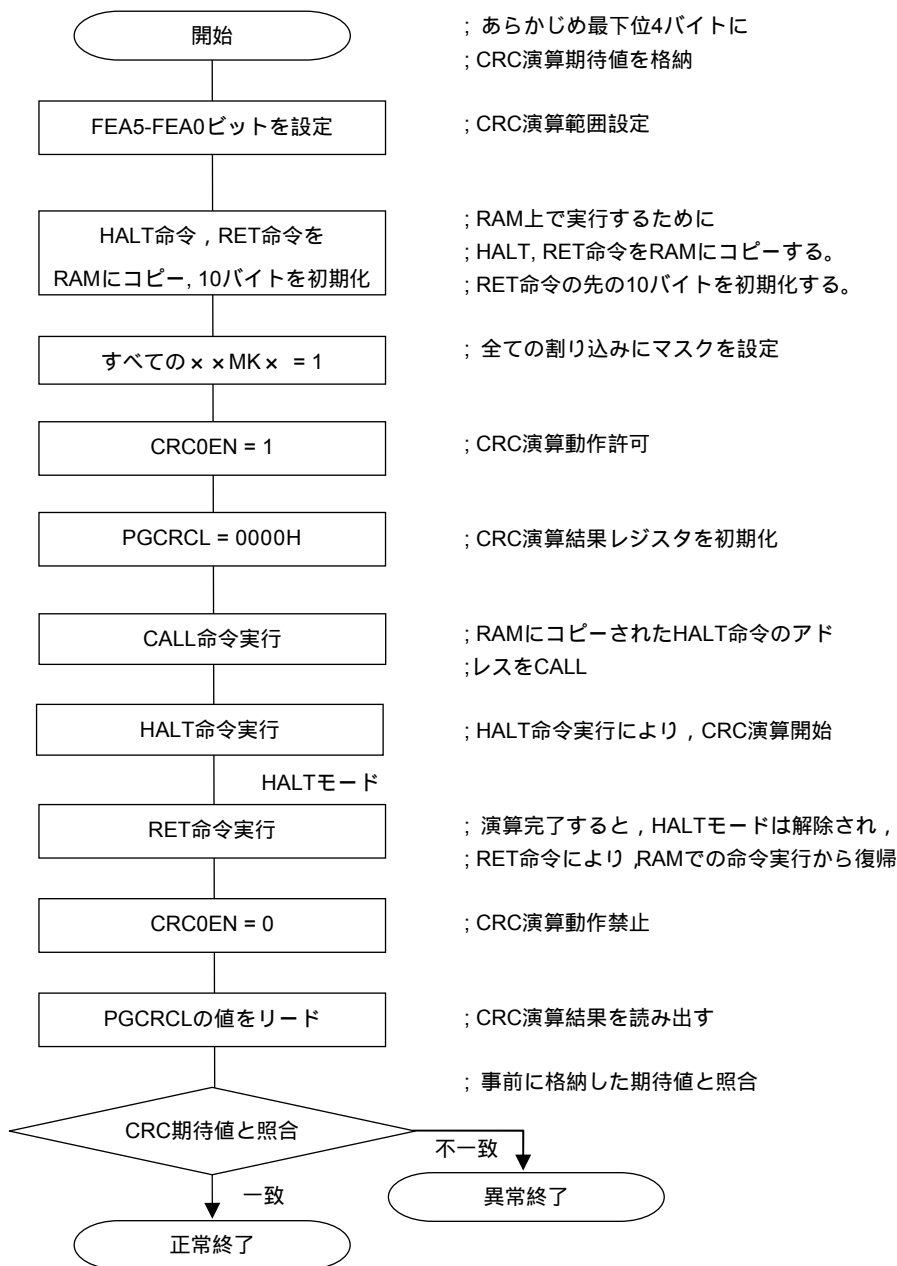 開始
; あらかじめ最下位4バイトに
; CRC演算期待値を格納
FEA5-FEA0ビットを設定
; CRC演算範囲設定
HALT命令，RET命令を
RAMにコピー, 10バイトを初期化
; RAM上で実行するために
; HALT, RET命令をRAMにコピーする。
; RET命令の先の10バイトを初期化する。
すべての××MK× = 1
; 全ての割り込みにマスクを設定
CRC0EN = 1
; CRC演算動作許可
PGCRCL = 0000H
; CRC演算結果レジスタを初期化
CALL命令実行
; RAMにコピーされたHALT命令のアド
;レスをCALL
HALT命令実行
; HALT命令実行により，CRC演算開始
HALTモード
RET命令実行
; 演算完了すると，HALTモードは解除され，
; RET命令により,RAMでの命令実行から復帰
CRC0EN = 0
; CRC演算動作禁止
PGCRCLの値をリード
; CRC演算結果を読み出す
; 事前に格納した期待値と照合
CRC期待値と照合
不一致
一致
異常終了
正常終了